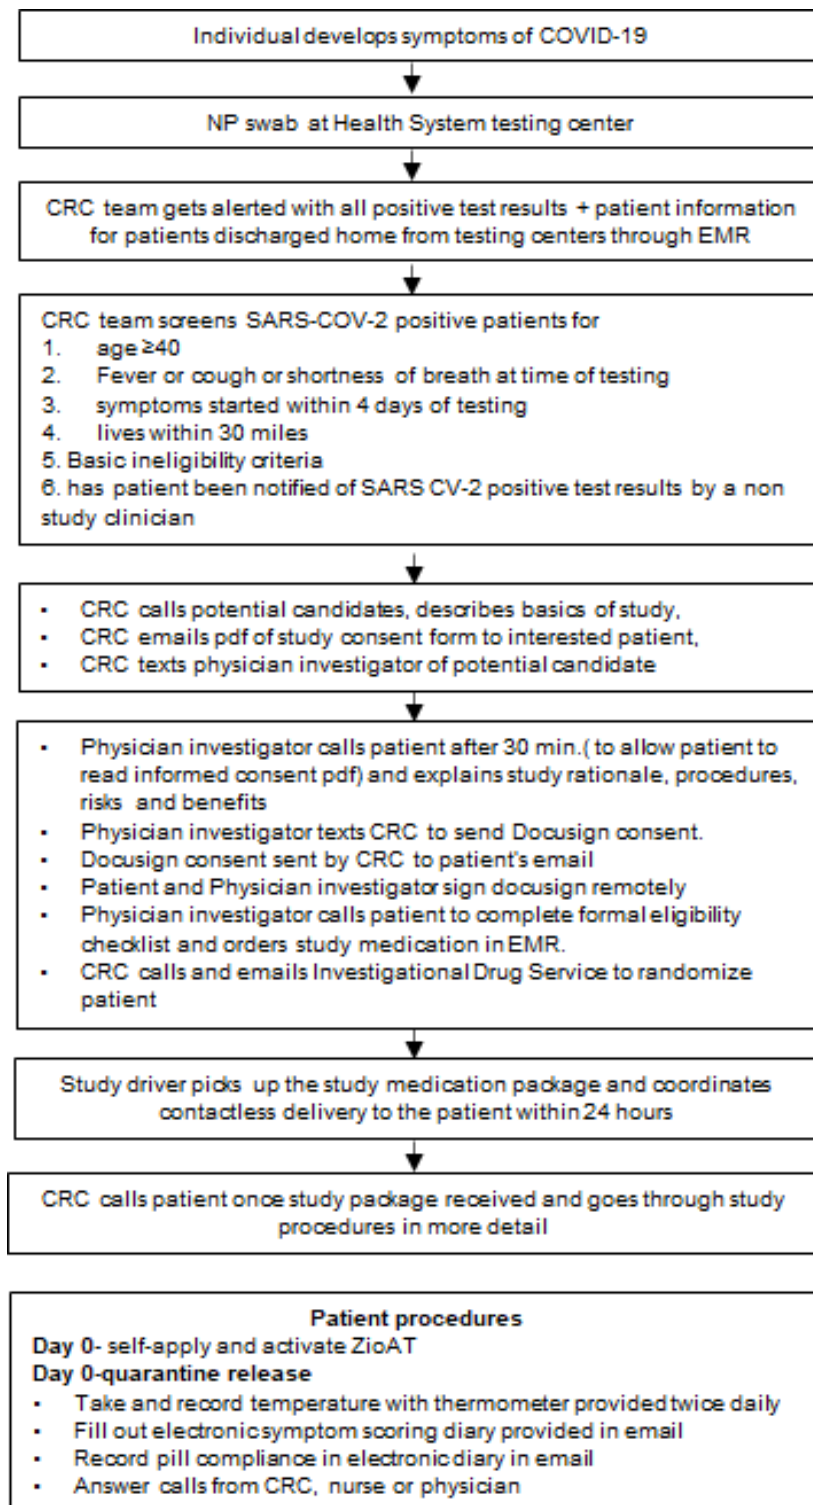 Individual develops symptoms of COVID-19
NP swab at Health System testing center
CRC team gets alerted with all positive test results + patient information
for patients discharged home from testing centers through EMR
CRC team screens SARS-COV-2 positive patients for
1. age ≥40
2. Fever or cough or shortness of breath at time of testing
3. symptoms started within 4 days of testing
4. lives within 30 miles
5. Basic ineligibility criteria
6. has patient been notified of SARS CV-2 positive test results by a non
study clinician
• CRC calls potential candidates, describes basics of study,
• CRC emails pdf of study consent form to interested patient,
• CRC texts physician investigator of potential candidate
• Physician investigator calls patient after 30 min.( to allow patient to
read informed consent pdf) and explains study rationale, procedures,
risks and benefits
• Physician investigator texts CRC to send Docusign consent.
• Docusign consent sent by CRC to patient's email
• Patient and Physician investigator sign docusign remotely
• Physician investigator calls patient to complete formal eligibility
checklist and orders study medication in EMR.
• CRC calls and emails Investigational Drug Service to randomize
patient
Study driver picks up the study medication package and coordinates
contactless delivery to the patient within 24 hours
CRC calls patient once study package received and goes through study
procedures in more detail
Patient procedures
Day 0- self-apply and activate ZioAT
Day 0-quarantine release
• Take and record temperature with thermometer provided twice daily
• Fill out electronic symptom scoring diary provided in email
• Record pill compliance in electronic diary in email
• Answer calls from CRC, nurse or physician